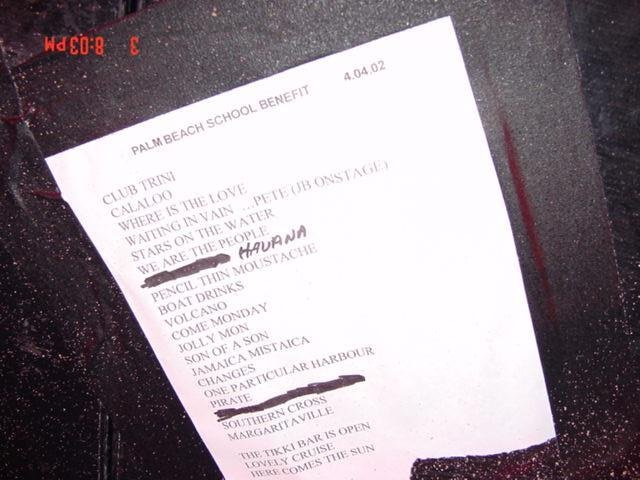 3 8:03PM
PALM BEACH SCHOOL BENEFIT 4.04.02
CLUB TRINI
CALALOO
WHERE IS THE LOVE
WAITING IN VAIN ...PETE (JB ONSTAGE)
STARS ON THE WATER
WE ARE THE PEOPLE
HAVANA
PENCIL THIN MOUSTACHE
BOAT DRINKS
VOLCANO
COME MONDAY
JOLLY MON
SON OF A SON
JAMAICA MISTAICA
CHANGES
ONE PARTICULAR HARBOUR
PIRATE
SOUTHERN CROSS
MARGARITAVILLE
THE TIKKI BAR IS OPEN
LOVELY CRUISE
HERE COMES THE SUN